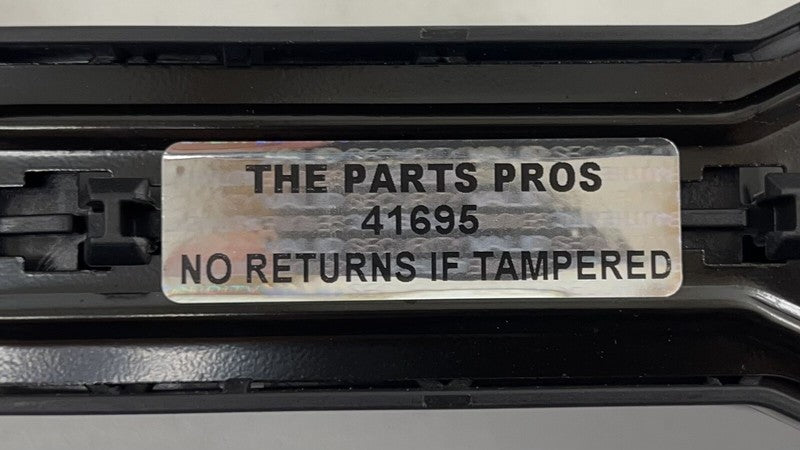 THE PARTS PROS
41695
NO RETURNS IF TAMPERED